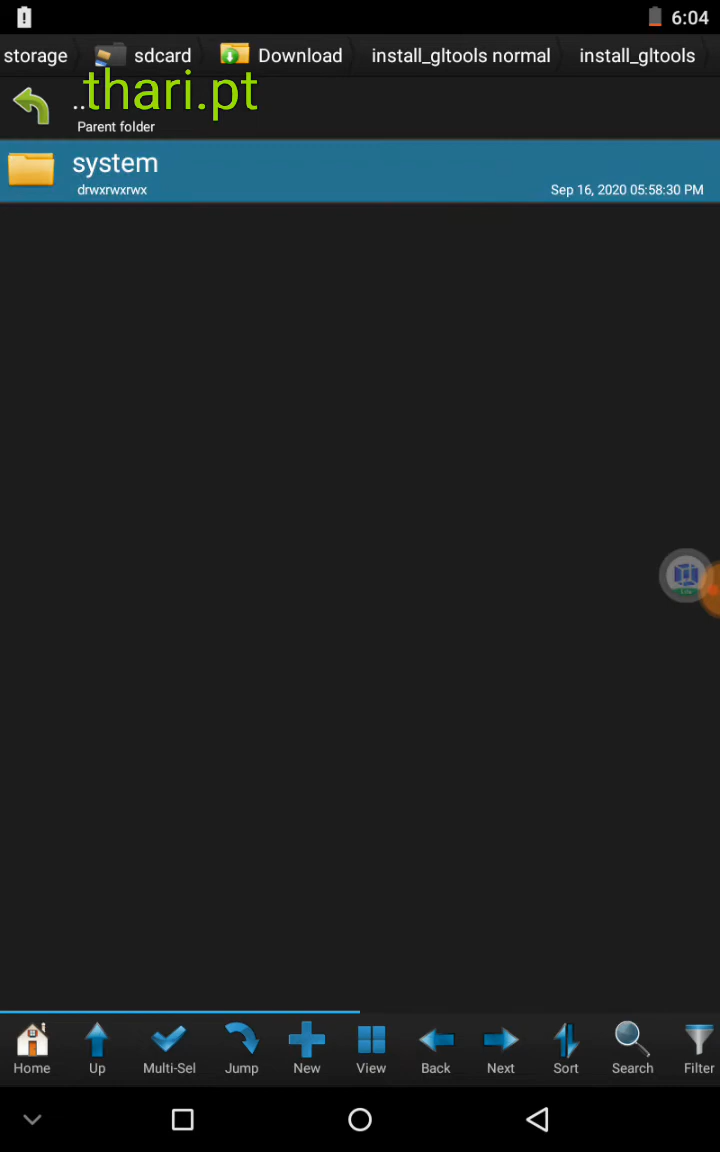 6:04
storage sdcard Download install_gltools normal install_gltools
..thari.pt
Parent folder
system
drwxrwxrwx Sep 16, 2020 05:58:30 PM
Lite
Home Up Multi-Sel Jump New View Back Next Sort Search Filter